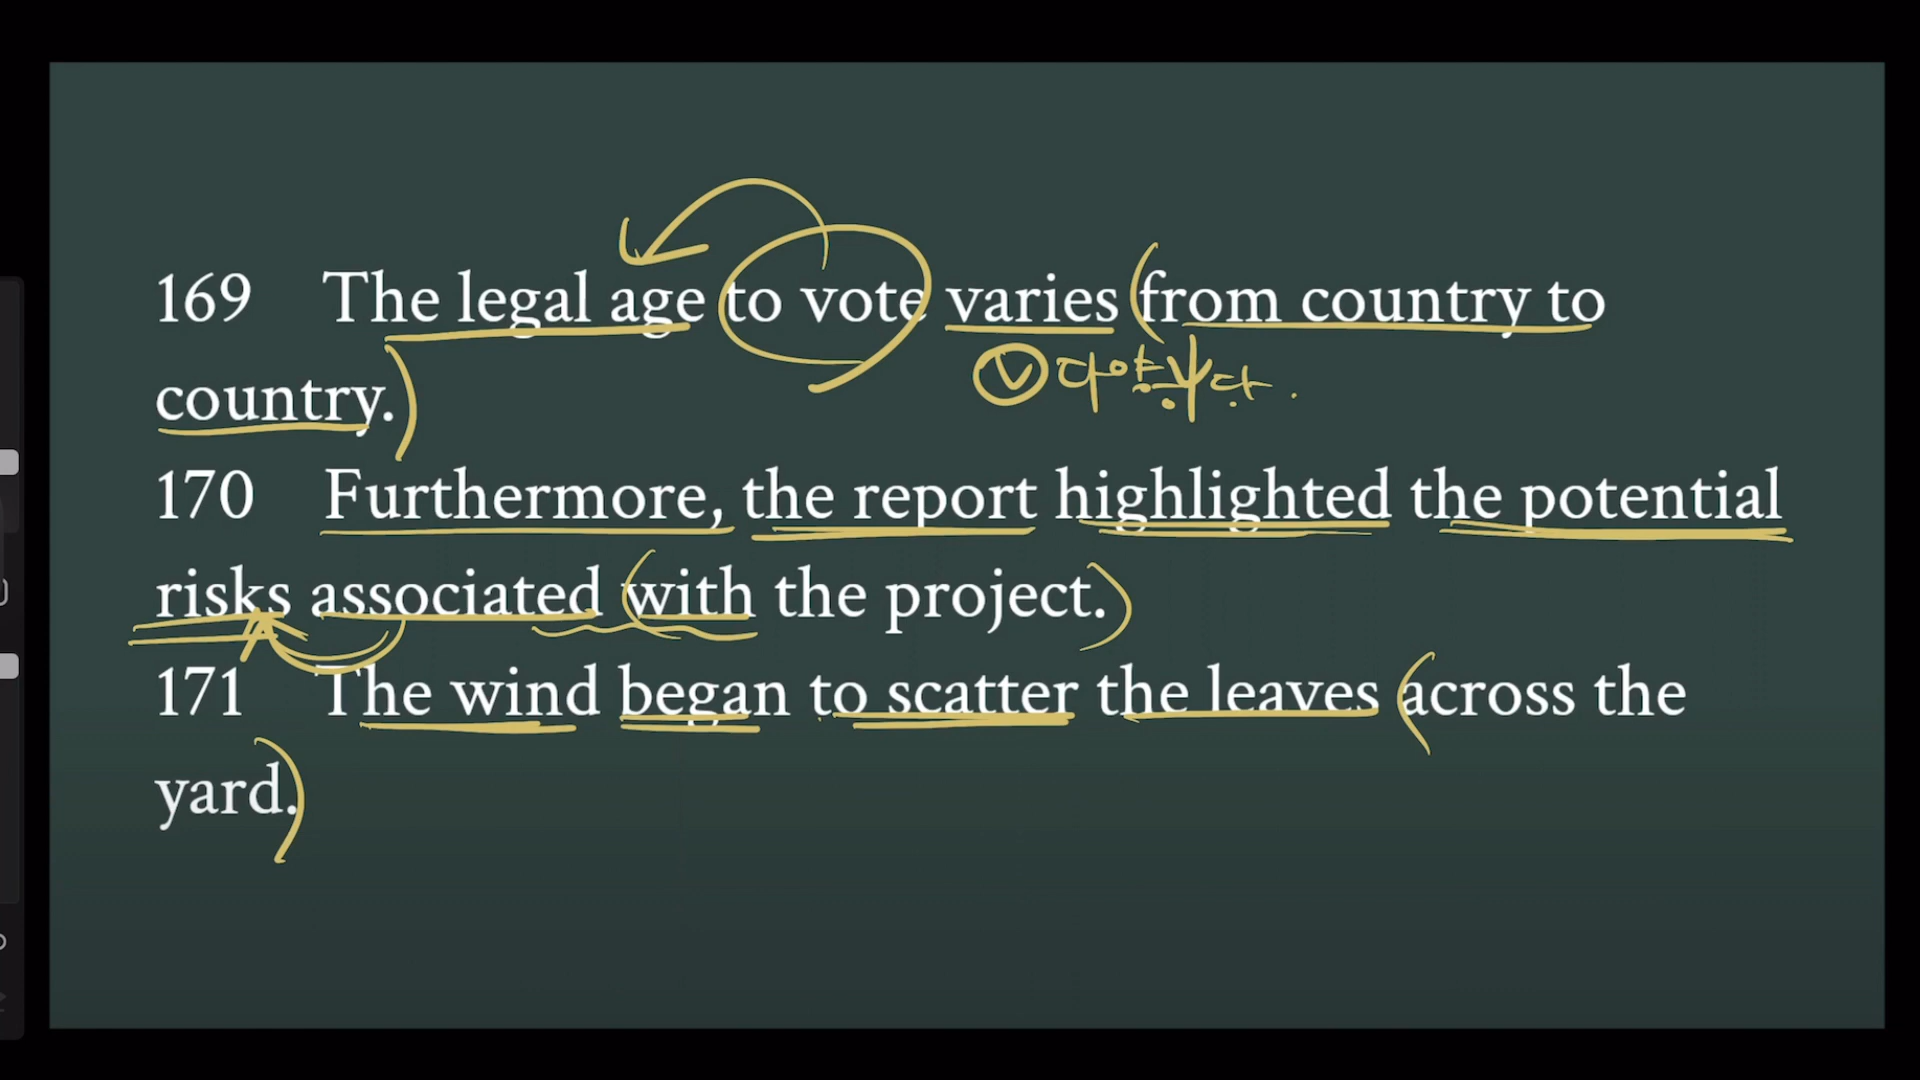 169 The legal age to vote varies from country to
country.
Ⓥ 다양하다.
170 Furthermore, the report highlighted the potential
risks associated with the project.
171 The wind began to scatter the leaves across the
yard.